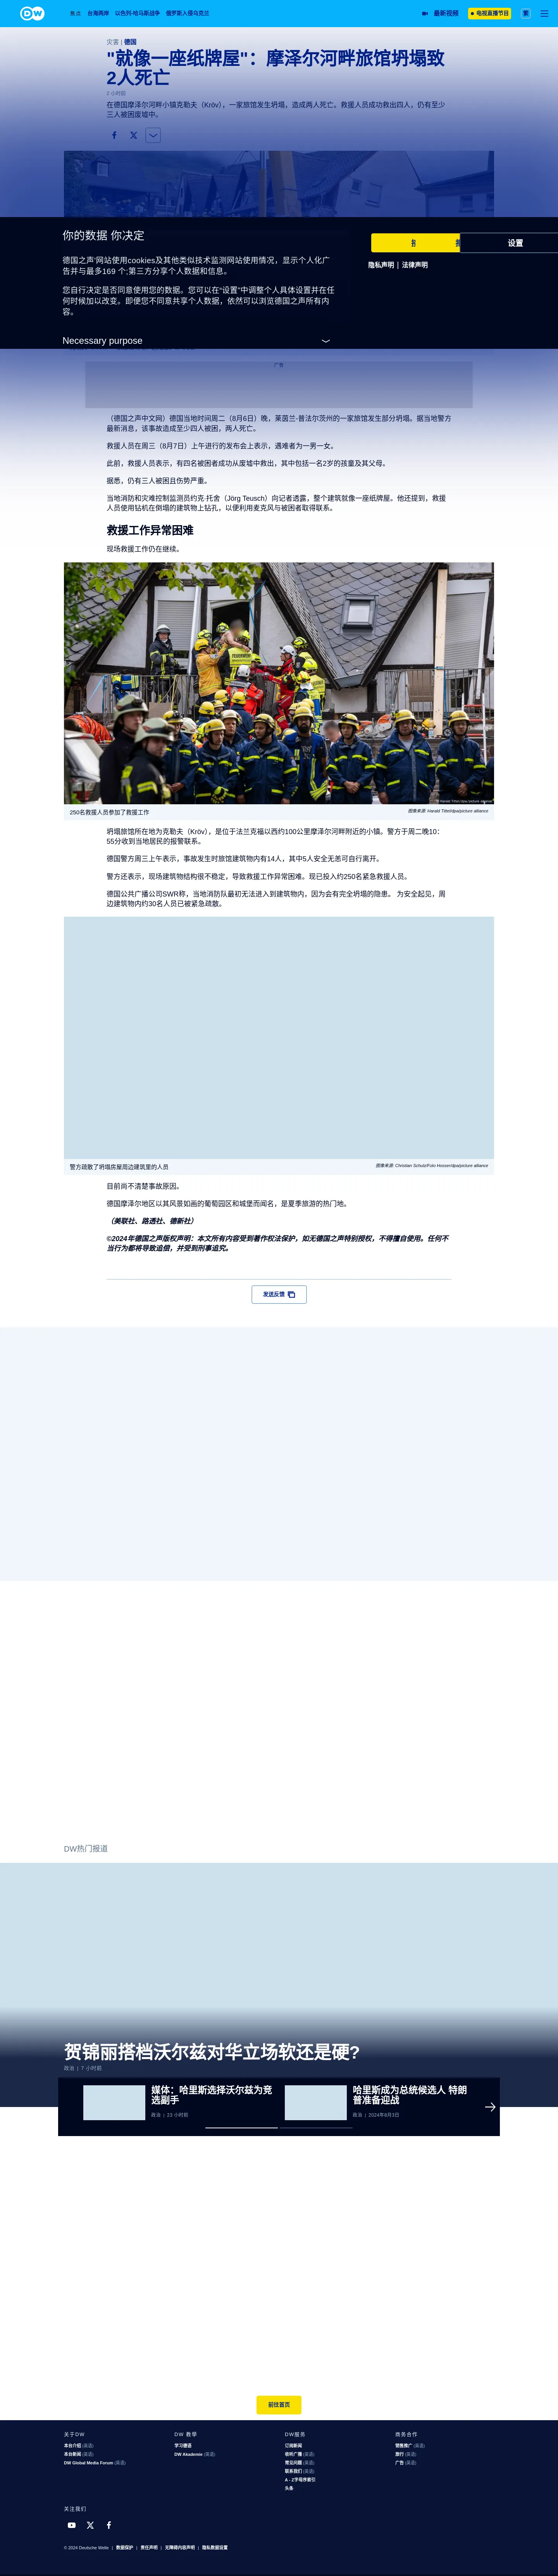 DW
焦点 台海两岸 以色列-哈马斯战争 俄罗斯入侵乌克兰
最新视频
电视直播节目
繁
灾害 | 德国
"就像一座纸牌屋"：摩泽尔河畔旅馆坍塌致
2人死亡
2 小时前
在德国摩泽尔河畔小镇克勒夫（Kröv），一家旅馆发生坍塌，造成两人死亡。救援人员成功救出四人，仍有至少
三人被困废墟中。
你的数据 你决定
德国之声'网站使用cookies及其他类似技术监测网站使用情况，显示个人化广
告并与最多169 个;第三方分享个人数据和信息。
您自行决定是否同意使用您的数据。您可以在"设置"中调整个人具体设置并在任
何时候加以改变。即便您不同意共享个人数据，依然可以浏览德国之声所有内
容。
Necessary purpose
设置
隐私声明 | 法律声明
广告
（德国之声中文网）德国当地时间周二（8月6日）晚，莱茵兰-普法尔茨州的一家旅馆发生部分坍塌。据当地警方
最新消息，该事故造成至少四人被困，两人死亡。
救援人员在周三（8月7日）上午进行的发布会上表示，遇难者为一男一女。
此前，救援人员表示，有四名被困者成功从废墟中救出，其中包括一名2岁的孩童及其父母。
据悉，仍有三人被困且伤势严重。
当地消防和灾难控制监测员约克·托舍（Jörg Teusch）向记者透露，整个建筑就像一座纸牌屋。他还提到，救援
人员使用钻机在倒塌的建筑物上钻孔，以便利用麦克风与被困者取得联系。
救援工作异常困难
现场救援工作仍在继续。
FEUERWEHR
250名救援人员参加了救援工作
图像来源: Harald Tittel/dpa/picture alliance
坍塌旅馆所在地为克勒夫（Kröv），是位于法兰克福以西约100公里摩泽尔河畔附近的小镇。警方于周二晚10：
55分收到当地居民的报警联系。
德国警方周三上午表示，事故发生时旅馆建筑物内有14人，其中5人安全无恙可自行离开。
警方还表示，现场建筑物结构很不稳定，导致救援工作异常困难。现已投入约250名紧急救援人员。
德国公共广播公司SWR称，当地消防队最初无法进入到建筑物内，因为会有完全坍塌的隐患。 为安全起见，周
边建筑物内约30名人员已被紧急疏散。
警方疏散了坍塌房屋周边建筑里的人员
图像来源: Christian Schulz/Foto Hosser/dpa/picture alliance
目前尚不清楚事故原因。
德国摩泽尔地区以其风景如画的葡萄园区和城堡而闻名，是夏季旅游的热门地。
（美联社、路透社、德新社）
©2024年德国之声版权声明：本文所有内容受到著作权法保护，如无德国之声特别授权，不得擅自使用。任何不
当行为都将导致追偿，并受到刑事追究。
发送反馈
DW热门报道
贺锦丽搭档沃尔兹对华立场软还是硬?
政治 | 7 小时前
媒体：哈里斯选择沃尔兹为竞
选副手
政治 | 23 小时前
哈里斯成为总统候选人 特朗
普准备迎战
政治 | 2024年8月3日
前往首页
关于DW
本台介绍 (英语)
本台新闻 (英语)
DW Global Media Forum (英语)
DW 教学
学习德语
DW Akademie (英语)
DW服务
订阅新闻
收听广播 (英语)
常见问题 (英语)
联系我们 (英语)
A - Z字母序索引
头条
商务合作
销售推广 (英语)
旅行 (英语)
广告 (英语)
关注我们
© 2024 Deutsche Welle | 数据保护 | 责任声明 | 无障碍内容声明 | 隐私数据设置